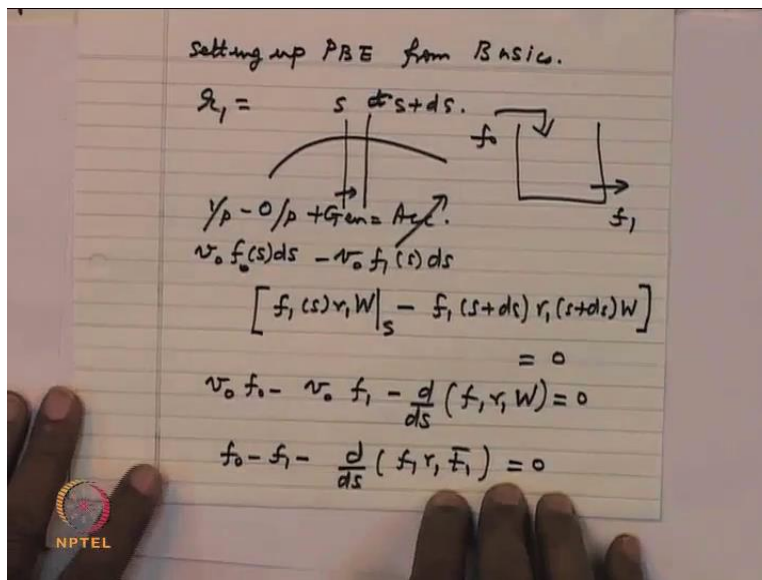 Setting up PBE from Basics.
r₁ = s s+ds.
f₀
I/p - O/p + Gen = Acc.
f₁
v₀ f₀(s)ds - v₀ f₁(s)ds
[f₁(s) r₁ W|ₛ - f₁(s+ds) r₁(s+ds) W]
= 0
v₀ f₀ - v₀ f₁ - d/ds (f₁ r₁ W) = 0
f₀ - f₁ - d/ds (f₁ r₁ t̄₁) = 0
NPTEL